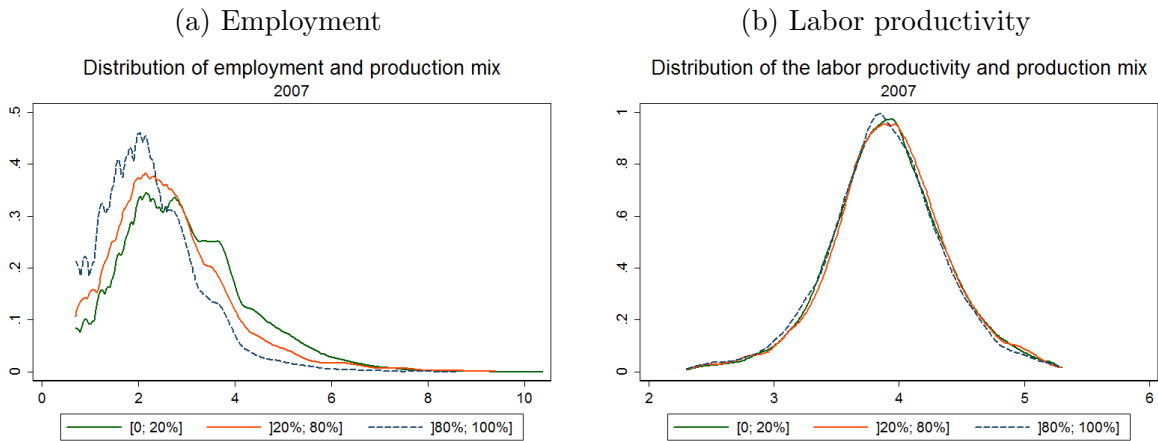 (a) Employment
Distribution of employment and production mix
2007
.5
.4
.3
.2
.1
0
0 2 4 6 8 10
[0; 20%] ]20%; 80%] ]80%; 100%]
(b) Labor productivity
Distribution of the labor productivity and production mix
2007
1
.8
.6
.4
.2
0
2 3 4 5 6
[0; 20%] ]20%; 80%] ]80%; 100%]